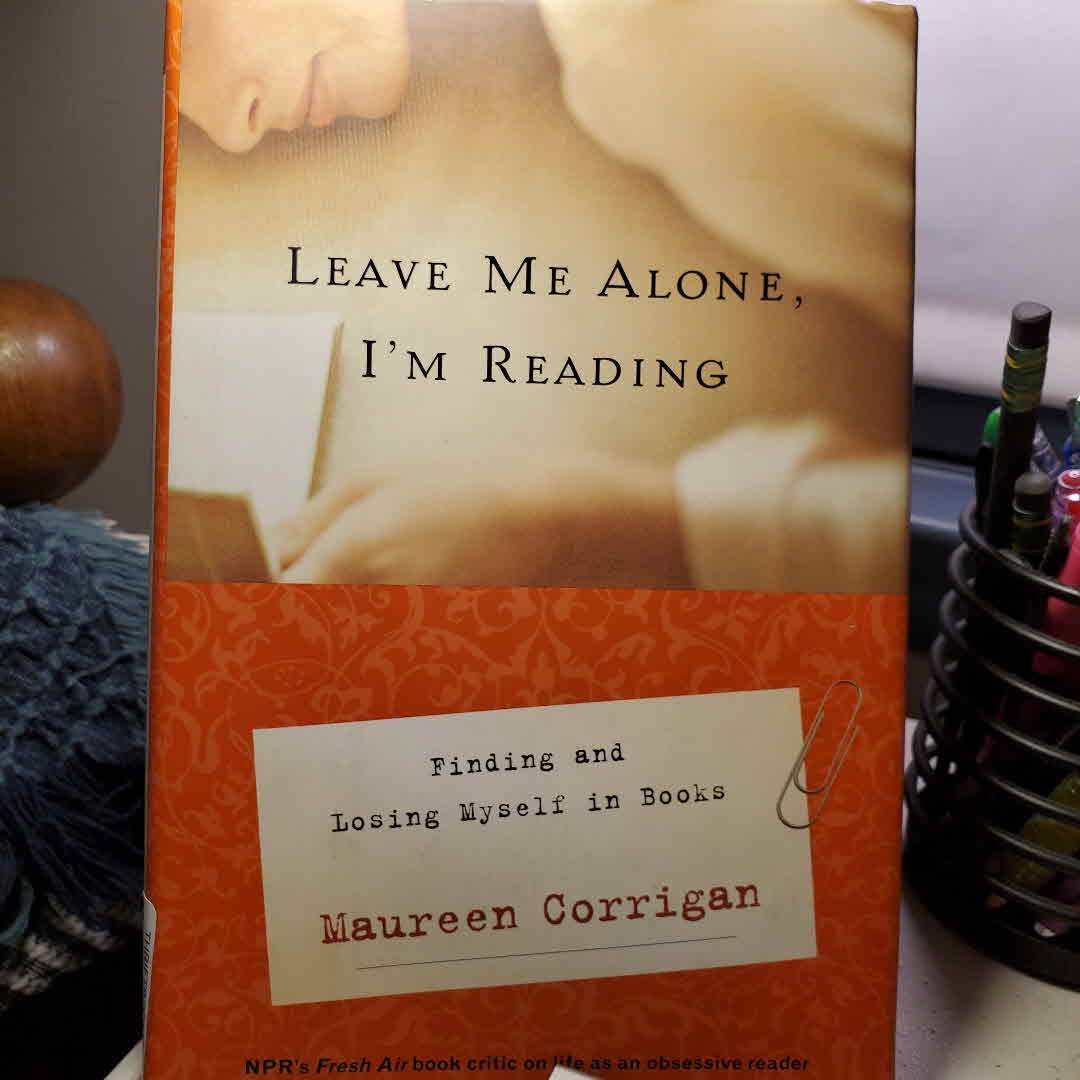 LEAVE ME ALONE,
I'M READING
Finding and
Losing Myself in Books
Maureen Corrigan
NPR's Fresh Air book critic on life as an obsessive reader